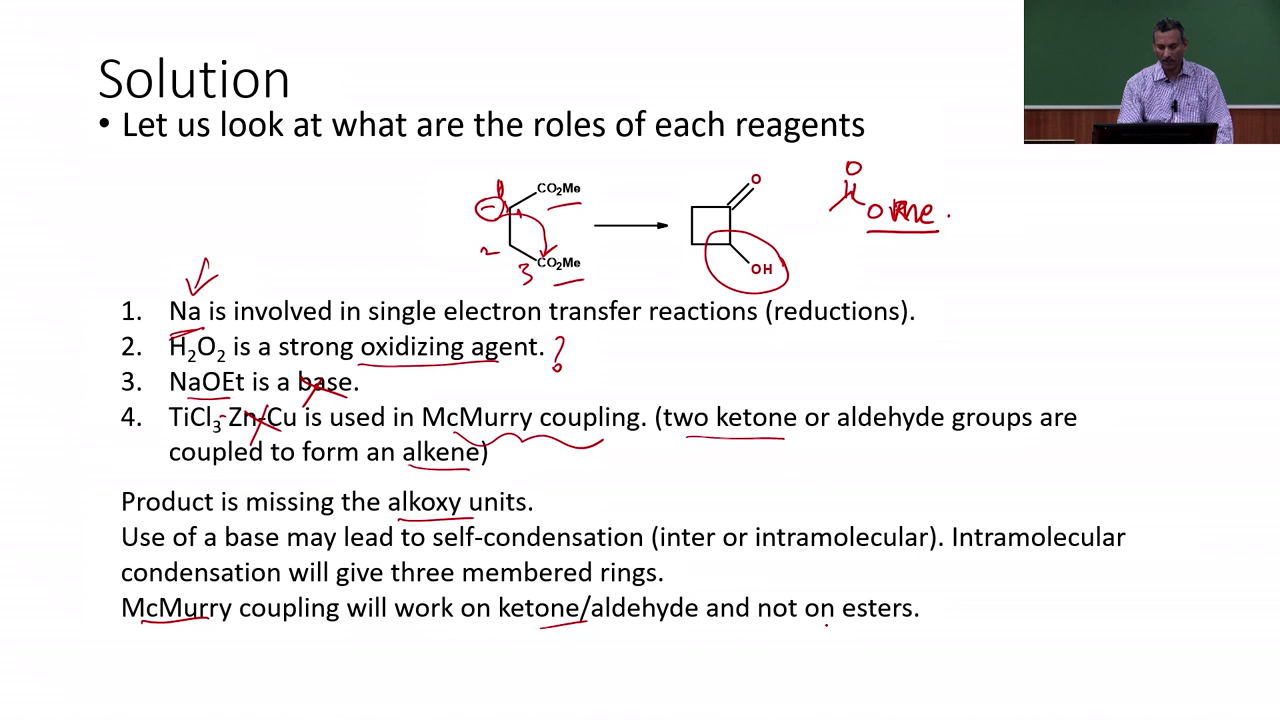 Solution
• Let us look at what are the roles of each reagents
CO2Me
CO2Me
2
3
O
OH
O
OMe.
1. Na is involved in single electron transfer reactions (reductions).
2. H2O2 is a strong oxidizing agent. ?
3. NaOEt is a base.
4. TiCl3-Zn-Cu is used in McMurry coupling. (two ketone or aldehyde groups are
coupled to form an alkene)
Product is missing the alkoxy units.
Use of a base may lead to self-condensation (inter or intramolecular). Intramolecular
condensation will give three membered rings.
McMurry coupling will work on ketone/aldehyde and not on esters.